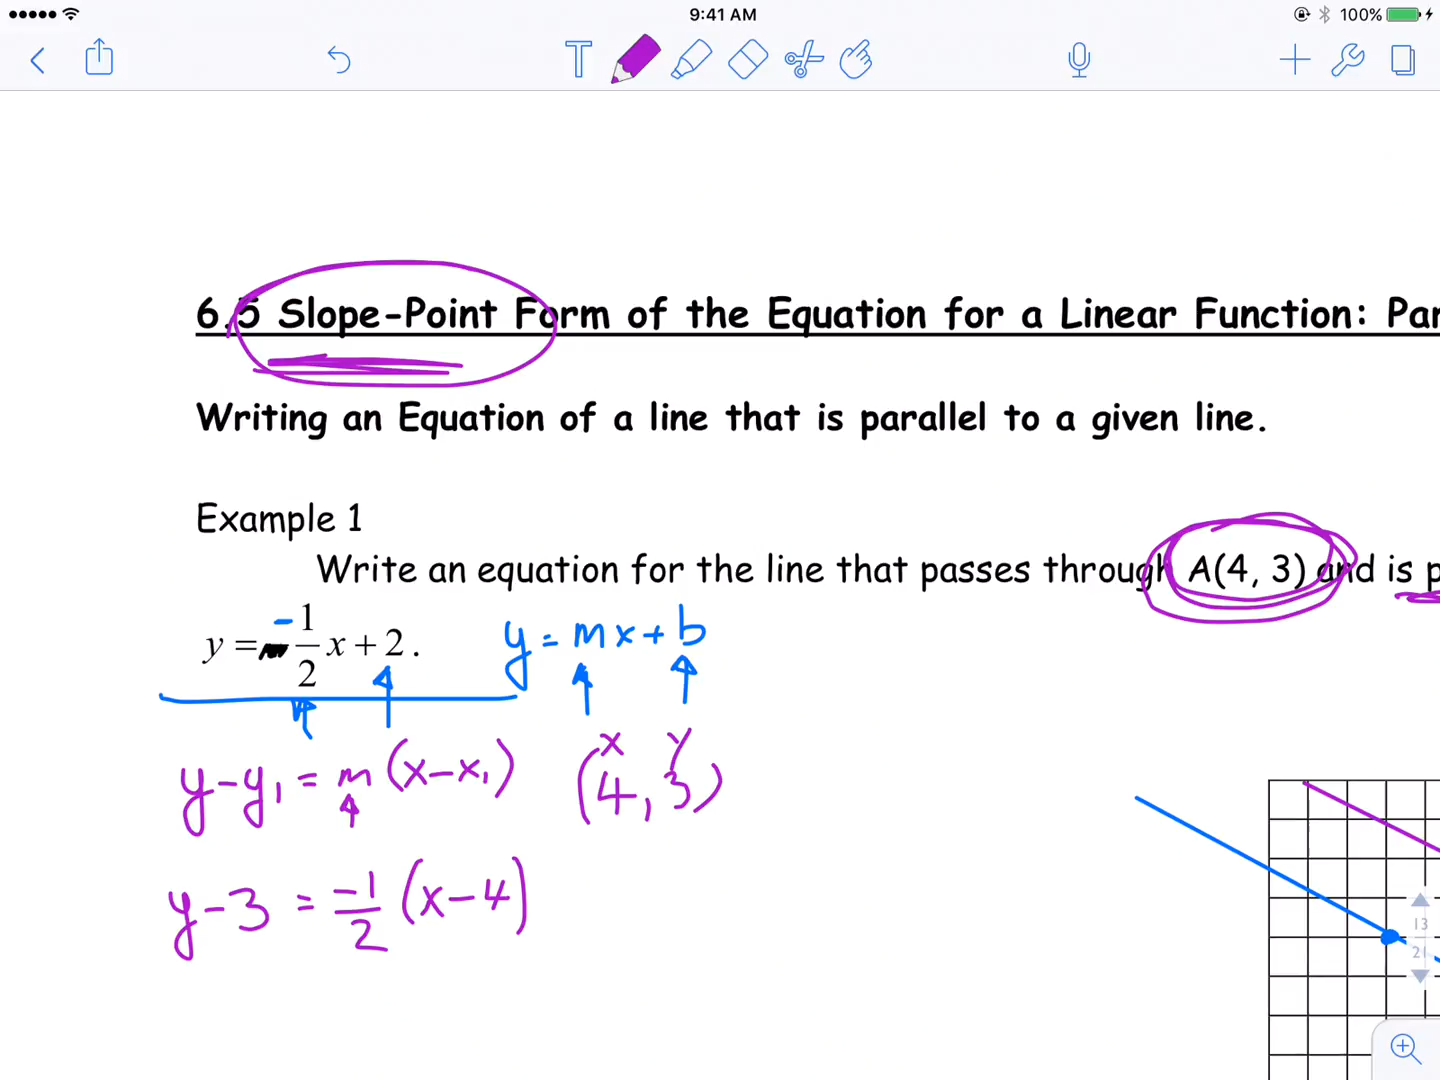 9:41 AM
100%
T
6.5 Slope-Point Form of the Equation for a Linear Function: Par
Writing an Equation of a line that is parallel to a given line.
Example 1
Write an equation for the line that passes through A(4, 3) and is p
y = -1/2 x + 2.
y = mx + b
x y
y - y₁ = m (x - x₁) (4, 3)
y - 3 = -1/2 (x - 4)
13